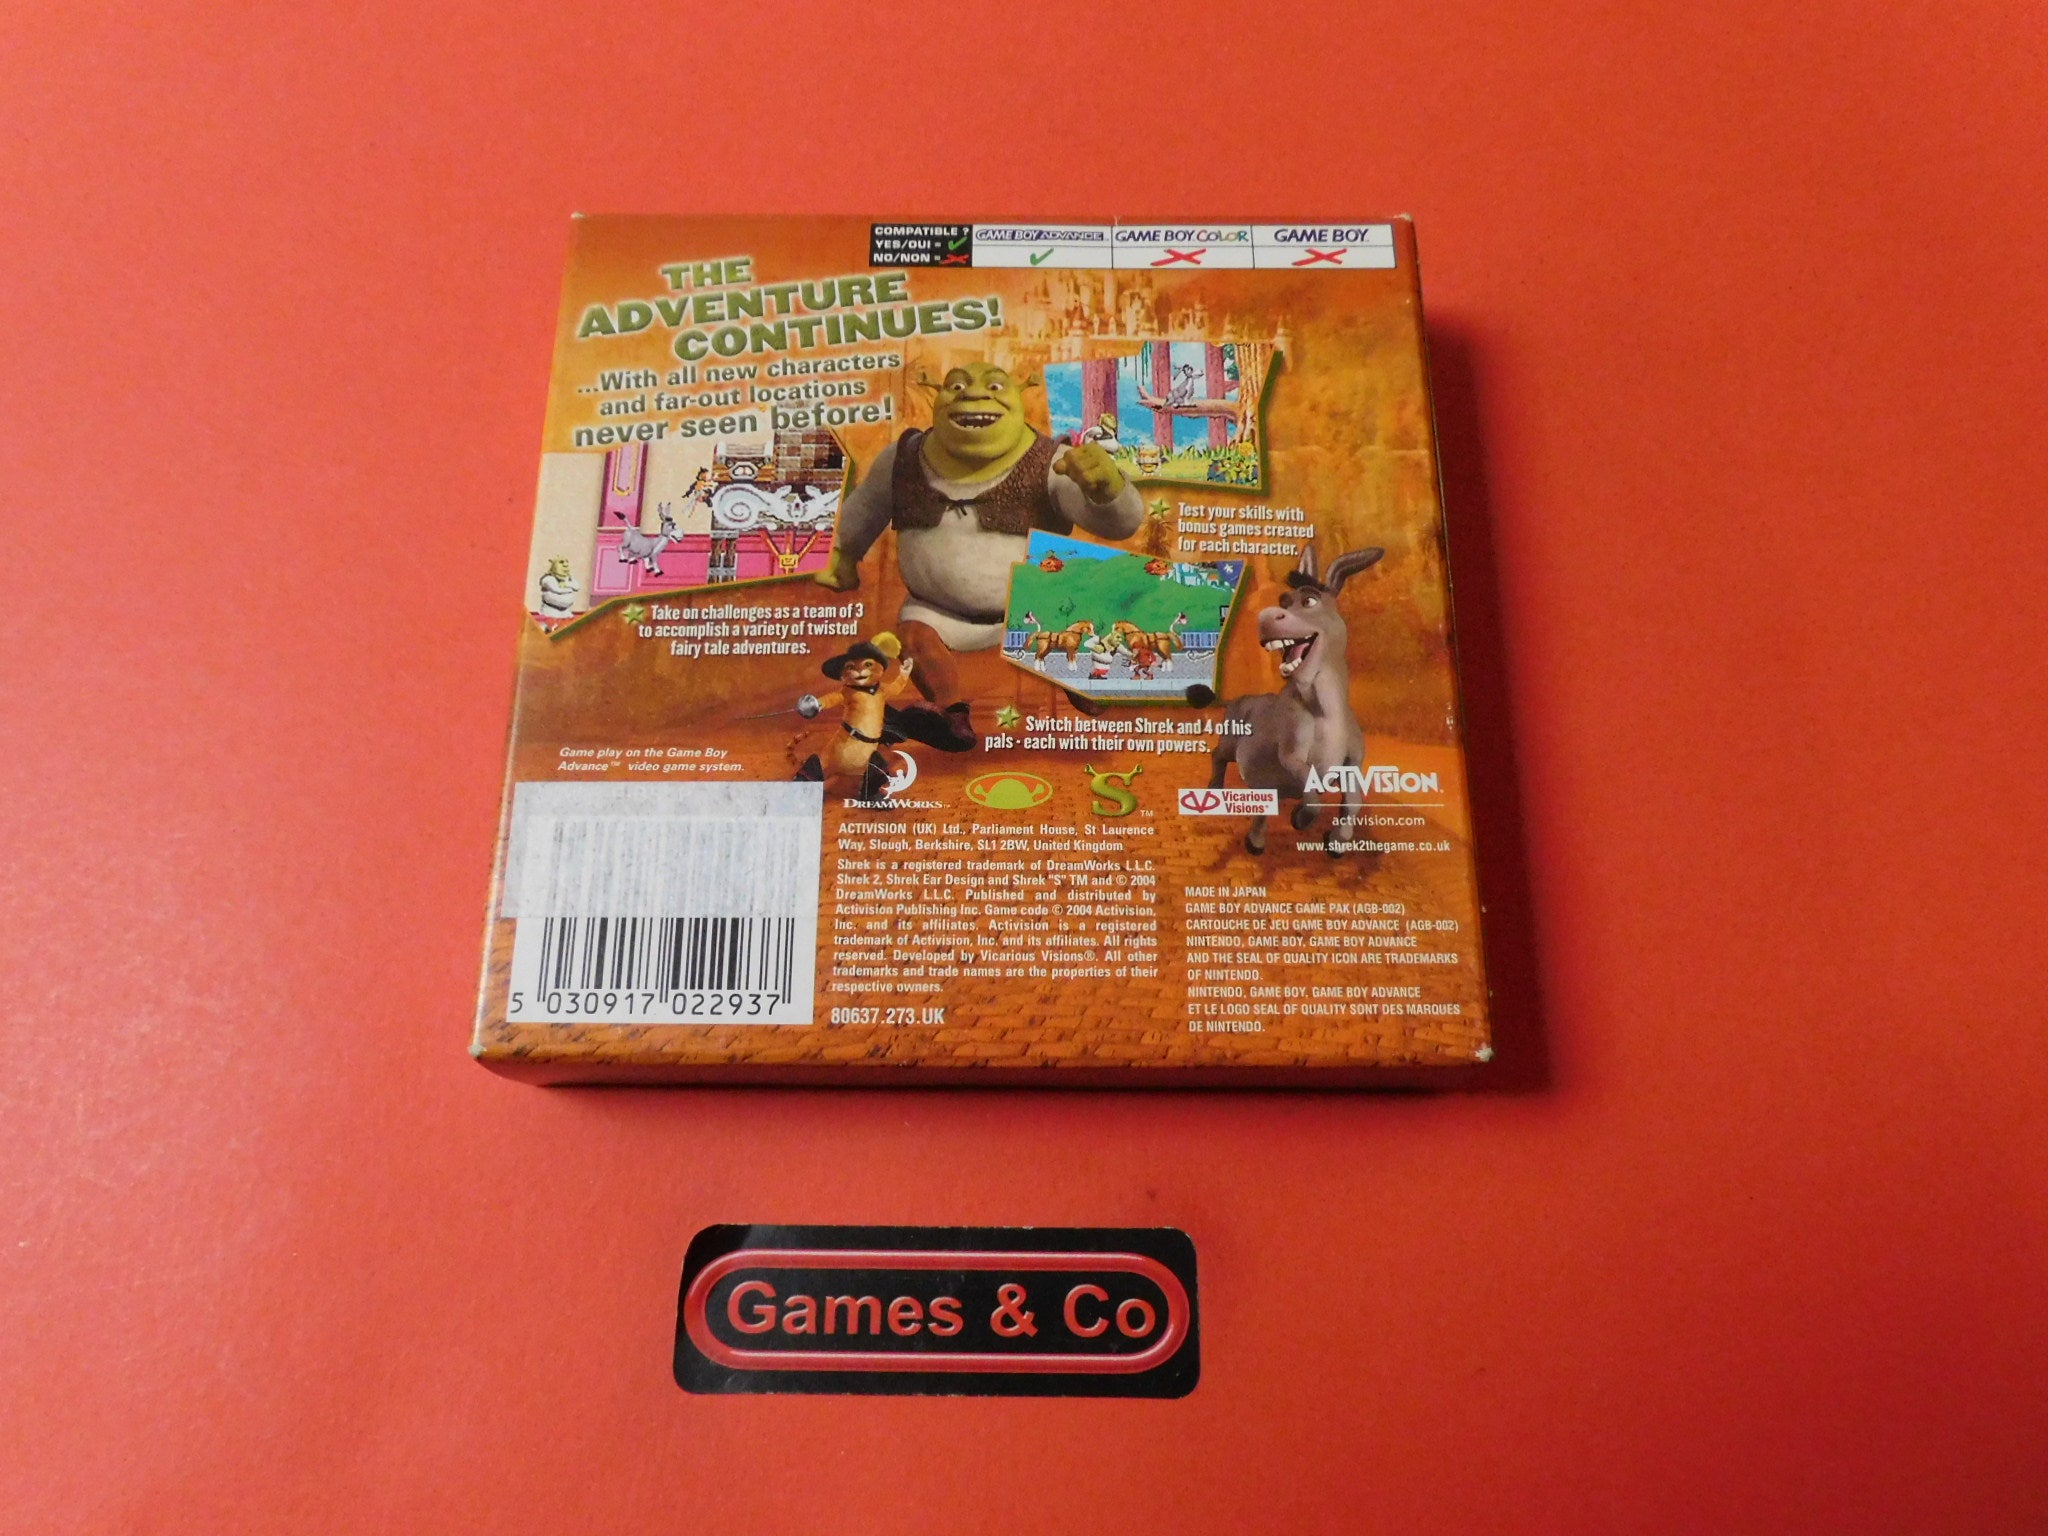 COMPATIBLE ?
YES/OUI =
NO/NON =
GAME BOY ADVANCE
GAME BOY COLOR
GAME BOY
THE
ADVENTURE
CONTINUES!
...With all new characters
and far-out locations
never seen before!
Test your skills with
bonus games created
for each character.
Take on challenges as a team of 3
to accomplish a variety of twisted
fairy tale adventures.
Switch between Shrek and 4 of his
pals - each with their own powers.
Game play on the Game Boy
Advance™ video game system.
DREAMWORKS
S TM
Vicarious
Visions
ACTIVISION.
activision.com
www.shrek2thegame.co.uk
ACTIVISION (UK) Ltd., Parliament House, St Laurence
Way, Slough, Berkshire, SL1 2BW, United Kingdom
Shrek is a registered trademark of DreamWorks L.L.C.
Shrek 2, Shrek Ear Design and Shrek "S" TM and © 2004
DreamWorks L.L.C. Published and distributed by
Activision Publishing Inc. Game code © 2004 Activision,
Inc. and its affiliates. Activision is a registered
trademark of Activision, Inc. and its affiliates. All rights
reserved. Developed by Vicarious Visions®. All other
trademarks and trade names are the properties of their
respective owners.
80637.273.UK
MADE IN JAPAN
GAME BOY ADVANCE GAME PAK (AGB-002)
CARTOUCHE DE JEU GAME BOY ADVANCE (AGB-002)
NINTENDO, GAME BOY, GAME BOY ADVANCE
AND THE SEAL OF QUALITY ICON ARE TRADEMARKS
OF NINTENDO.
NINTENDO, GAME BOY, GAME BOY ADVANCE
ET LE LOGO SEAL OF QUALITY SONT DES MARQUES
DE NINTENDO.
5 030917 022937
Games & Co